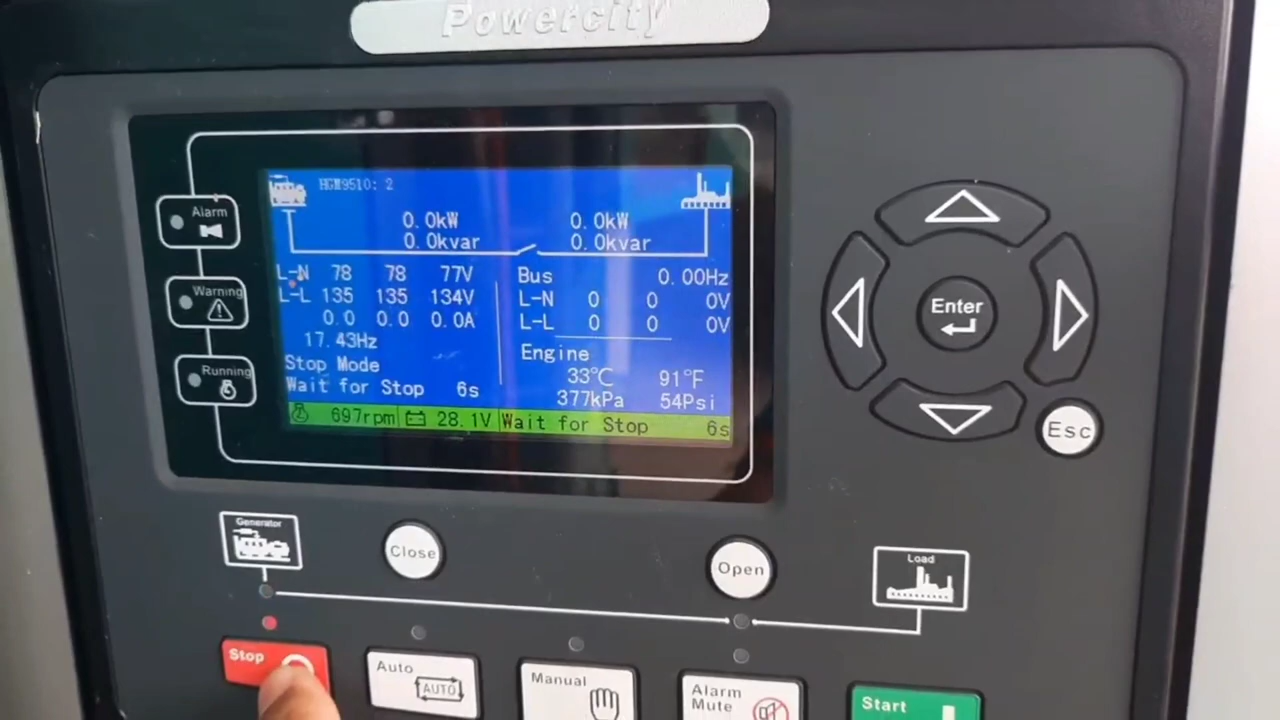 Powercity
HGM9510: 2
0.0kW 0.0kW
0.0kvar 0.0kvar
L-N 78 78 77V
L-L 135 135 134V
0.0 0.0 0.0A
17.43Hz
Stop Mode
Wait for Stop 6s
Bus 0.00Hz
L-N 0 0 0V
L-L 0 0 0V
Engine
33°C 91°F
377kPa 54Psi
697rpm 28.1V Wait for Stop 6s
Alarm
Warning
Running
Enter
Esc
Generator
Close
Open
Load
Stop
Auto
AUTO
Manual
Alarm
Mute
Start